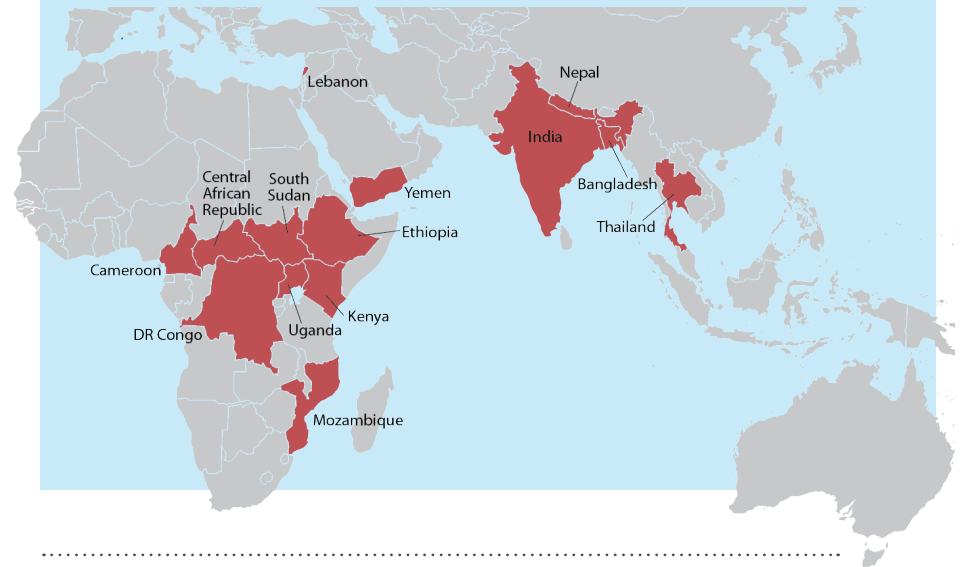 Lebanon
Nepal
India
Bangladesh
Thailand
Yemen
Central
African
Republic
South
Sudan
Ethiopia
Cameroon
Kenya
Uganda
DR Congo
Mozambique